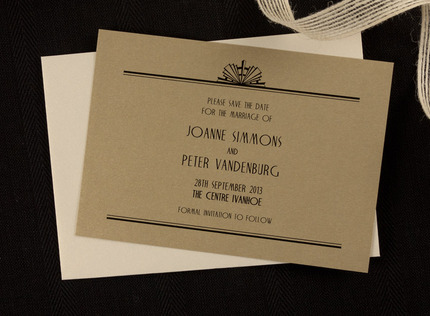 PLEASE SAVE THE DATE
FOR THE MARRIAGE OF
JOANNE SIMMONS
AND
PETER VANDENBURG
28TH SEPTEMBER 2013
THE CENTRE IVANHOE
FORMAL INVITATION TO FOLLOW